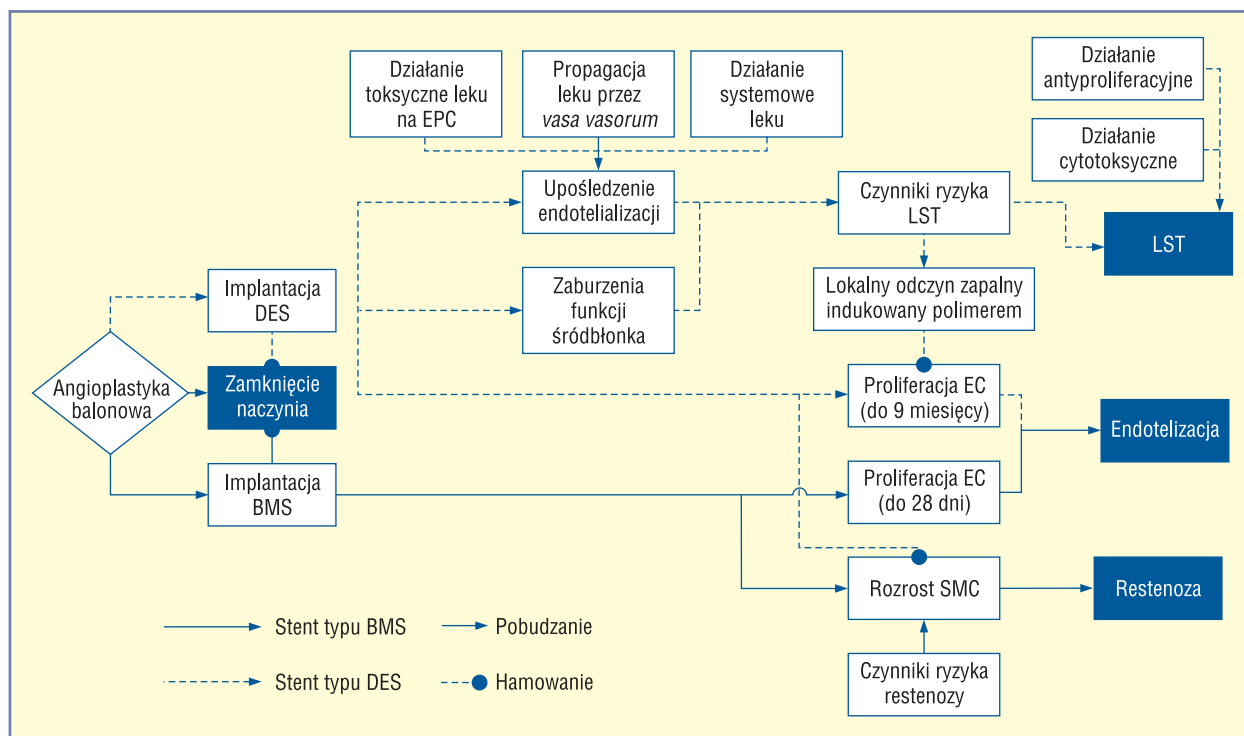 Działanie
toksyczne leku
na EPC
Propagacja
leku przez
vasa vasorum
Działanie
systemowe
leku
Działanie
antyproliferacyjne
Działanie
cytotoksyczne
Upośledzenie
endotelializacji
Czynniki ryzyka
LST
LST
Implantacja
DES
Zaburzenia
funkcji
śródbłonka
Lokalny odczyn zapalny
indukowany polimerem
Angioplastyka
balonowa
Zamknięcie
naczynia
Proliferacja EC
(do 9 miesięcy)
Endotelizacja
Implantacja
BMS
Proliferacja EC
(do 28 dni)
Rozrost SMC
Restenoza
Stent typu BMS
Pobudzanie
Stent typu DES
Hamowanie
Czynniki ryzyka
restenozy